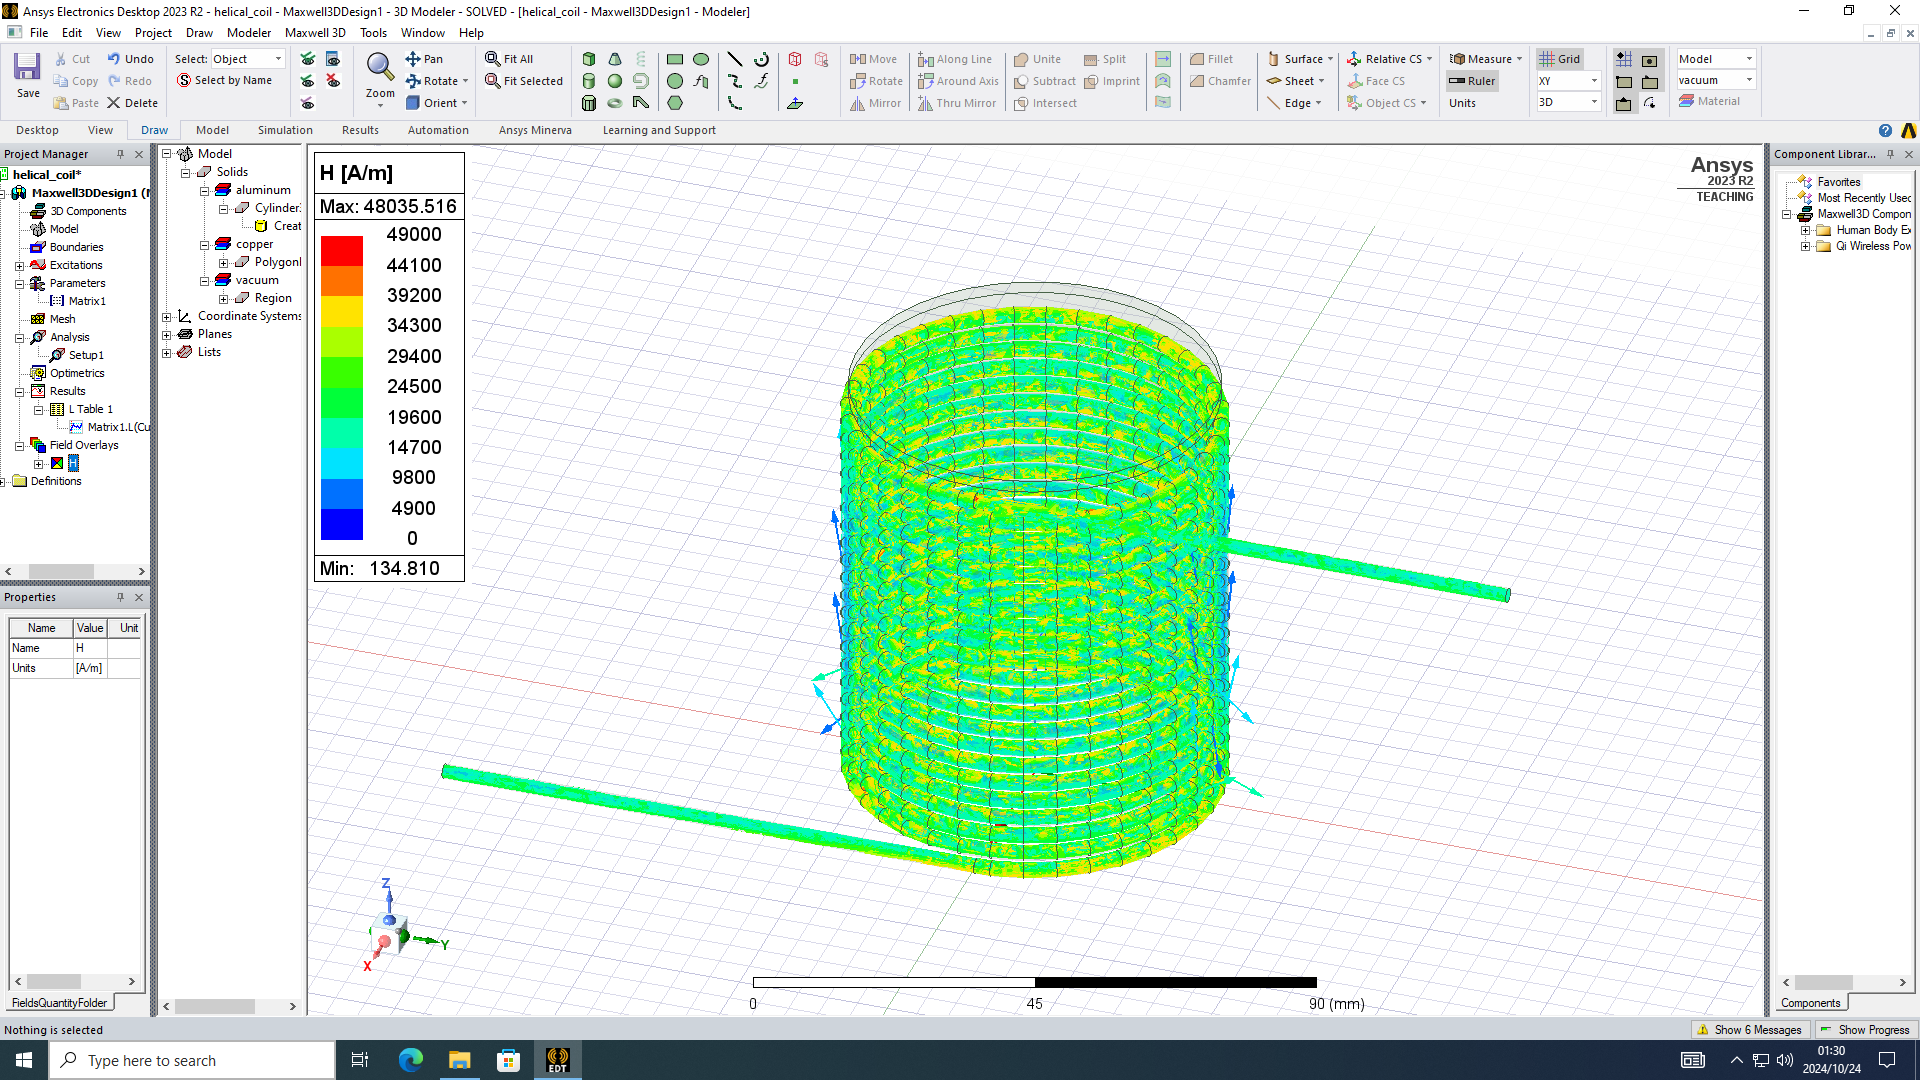 Ansys Electronics Desktop 2023 R2 - helical_coil - Maxwell3DDesign1 - 3D Modeler - SOLVED - [helical_coil - Maxwell3DDesign1 - Modeler]
File Edit View Project Draw Modeler Maxwell 3D Tools Window Help
Save
Cut
Copy
Paste
Undo
Redo
Delete
Select: Object
Select by Name
Zoom
Pan
Rotate
Orient
Fit All
Fit Selected
Move
Rotate
Mirror
Along Line
Around Axis
Thru Mirror
Unite
Subtract
Intersect
Split
Imprint
Fillet
Chamfer
Surface
Sheet
Edge
Relative CS
Face CS
Object CS
Measure
Ruler
Units
Grid
XY
3D
Model
vacuum
Material
Desktop View Draw Model Simulation Results Automation Ansys Minerva Learning and Support
Project Manager
helical_coil*
Maxwell3DDesign1 (M
3D Components
Model
Boundaries
Excitations
Parameters
Matrix1
Mesh
Analysis
Setup1
Optimetrics
Results
L Table 1
Matrix1.L(Cu
Field Overlays
H
Definitions
Properties
Name Value Unit
Name H
Units [A/m]
FieldsQuantityFolder
Model
Solids
aluminum
Cylinder
Creat
copper
Polygon
vacuum
Region
Coordinate Systems
Planes
Lists
H [A/m]
Max: 48035.516
49000
44100
39200
34300
29400
24500
19600
14700
9800
4900
0
Min: 134.810
Ansys
2023 R2
TEACHING
Z
Y
X
0 45 90 (mm)
Component Librar...
Favorites
Most Recently Used
Maxwell3D Compon
Human Body Ex
Qi Wireless Pow
Components
Nothing is selected
Show 6 Messages
Show Progress
Type here to search
EDT
01:30
2024/10/24